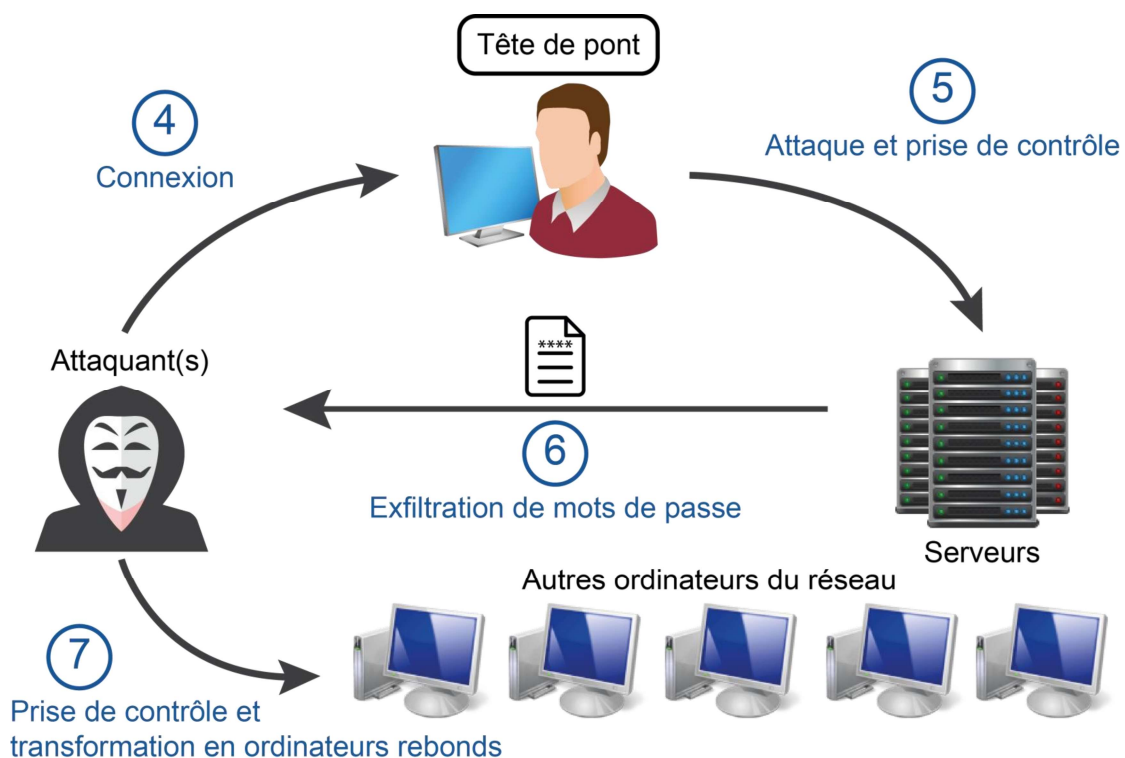 Tête de pont
4
Connexion
5
Attaque et prise de contrôle
Attaquant(s)
****
6
Exfiltration de mots de passe
Serveurs
Autres ordinateurs du réseau
7
Prise de contrôle et
transformation en ordinateurs rebonds